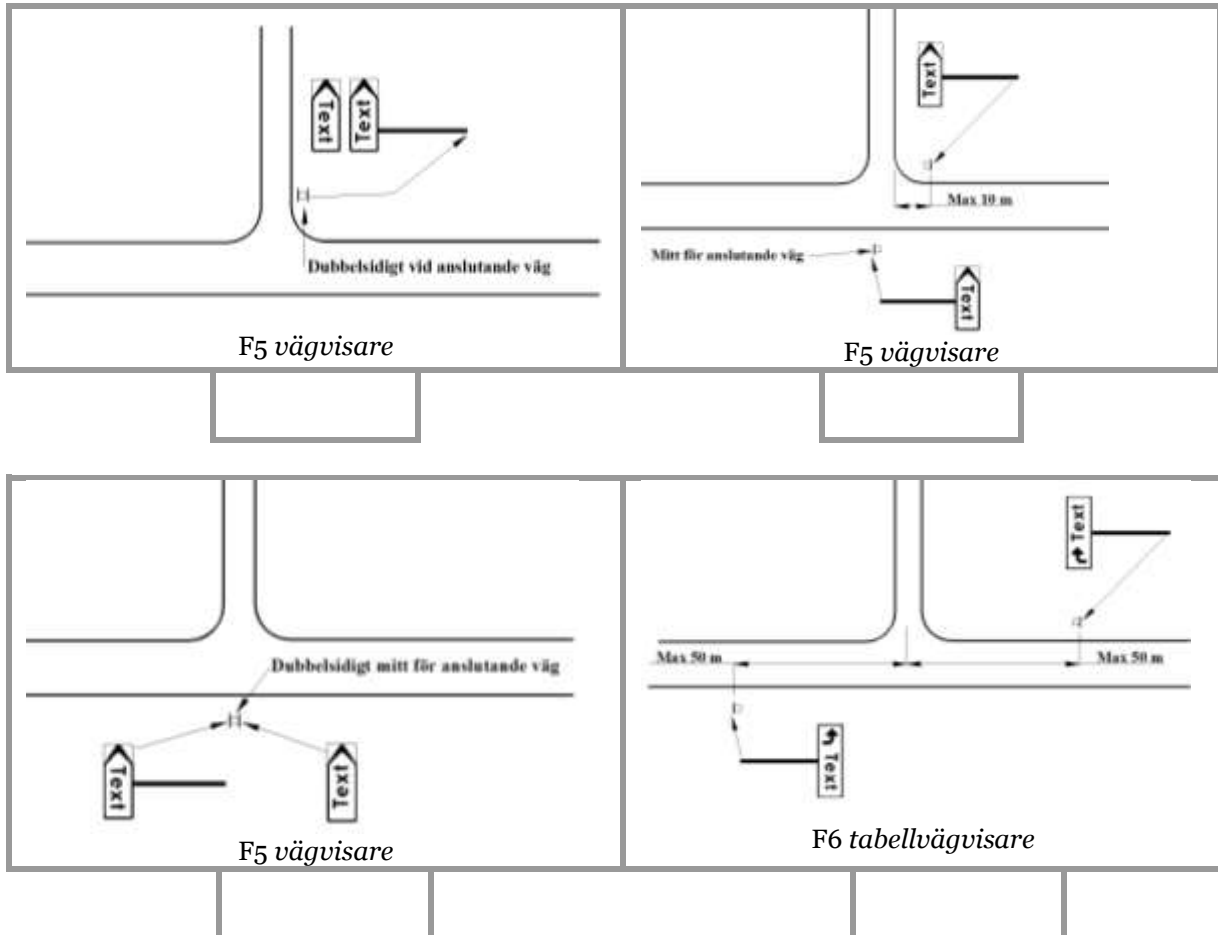 Text
Text
Dubbelsidigt vid anslutande väg
F5 vägvisare
Text
Max 10 m
Mitt för anslutande väg
Text
F5 vägvisare
Dubbelsidigt mitt för anslutande väg
Text
Text
F5 vägvisare
Text
Max 50 m
Max 50 m
Text
F6 tabellvägvisare